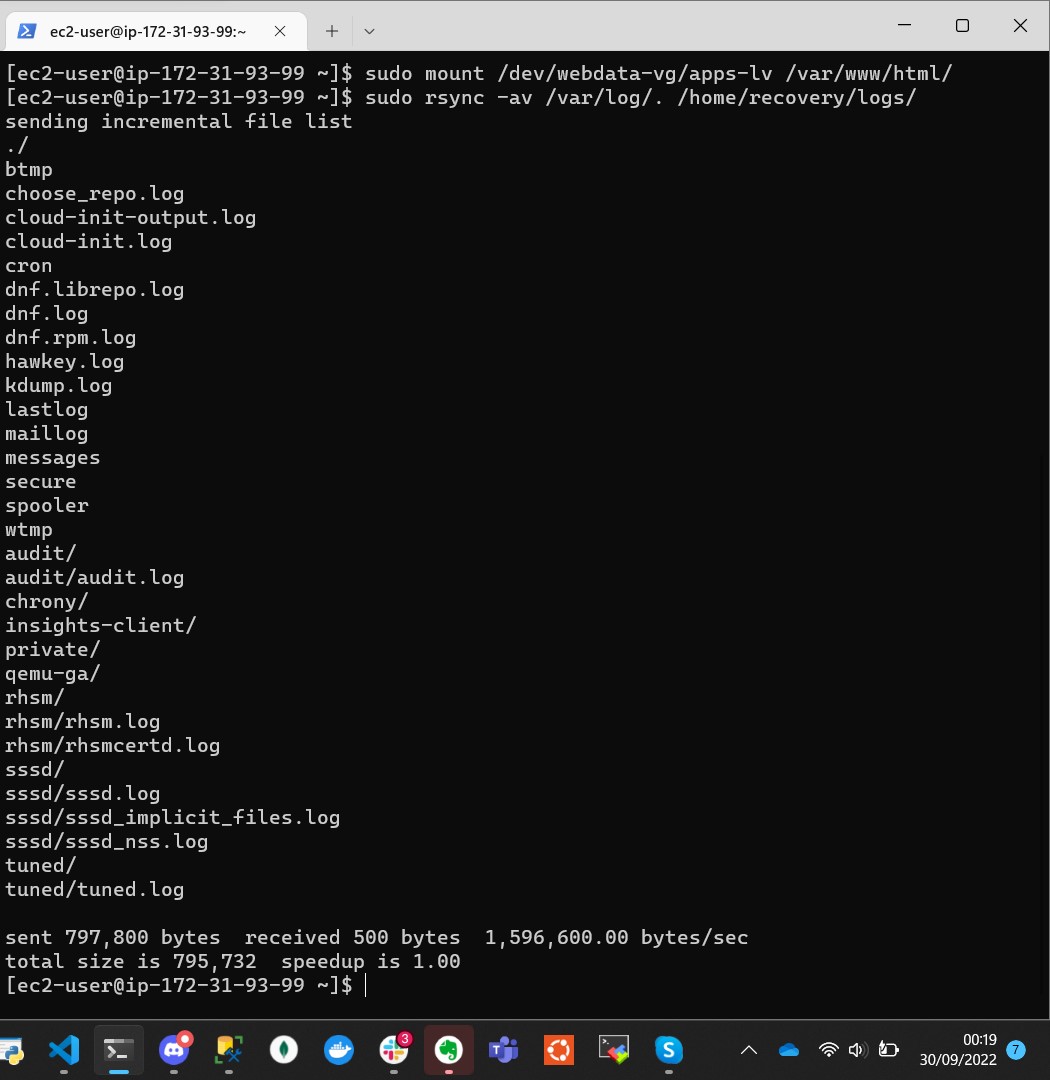 ec2-user@ip-172-31-93-99:~
[ec2-user@ip-172-31-93-99 ~]$ sudo mount /dev/webdata-vg/apps-lv /var/www/html/
[ec2-user@ip-172-31-93-99 ~]$ sudo rsync -av /var/log/. /home/recovery/logs/
sending incremental file list
./
btmp
choose_repo.log
cloud-init-output.log
cloud-init.log
cron
dnf.librepo.log
dnf.log
dnf.rpm.log
hawkey.log
kdump.log
lastlog
maillog
messages
secure
spooler
wtmp
audit/
audit/audit.log
chrony/
insights-client/
private/
qemu-ga/
rhsm/
rhsm/rhsm.log
rhsm/rhsmcertd.log
sssd/
sssd/sssd.log
sssd/sssd_implicit_files.log
sssd/sssd_nss.log
tuned/
tuned/tuned.log
sent 797,800 bytes  received 500 bytes  1,596,600.00 bytes/sec
total size is 795,732  speedup is 1.00
[ec2-user@ip-172-31-93-99 ~]$
3
00:19
30/09/2022
7